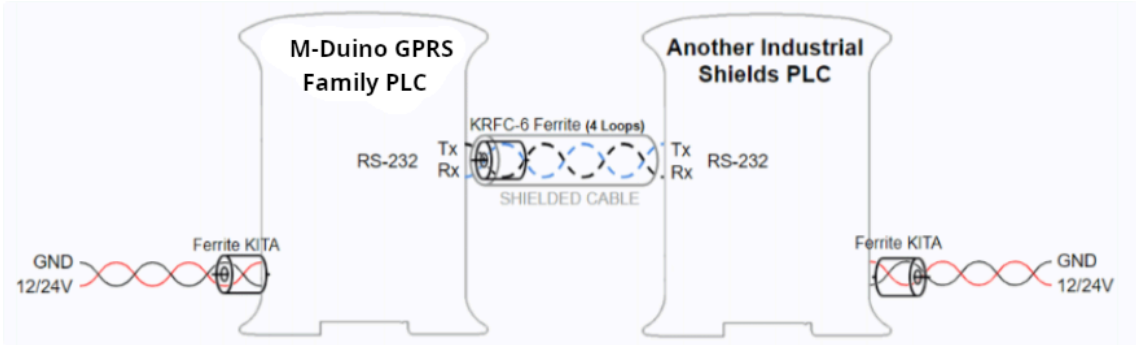 M-Duino GPRS
Family PLC
Another Industrial
Shields PLC
KRFC-6 Ferrite (4 Loops)
RS-232
Tx
Rx
Tx
Rx
RS-232
SHIELDED CABLE
Ferrite KITA
GND
12/24V
Ferrite KITA
GND
12/24V